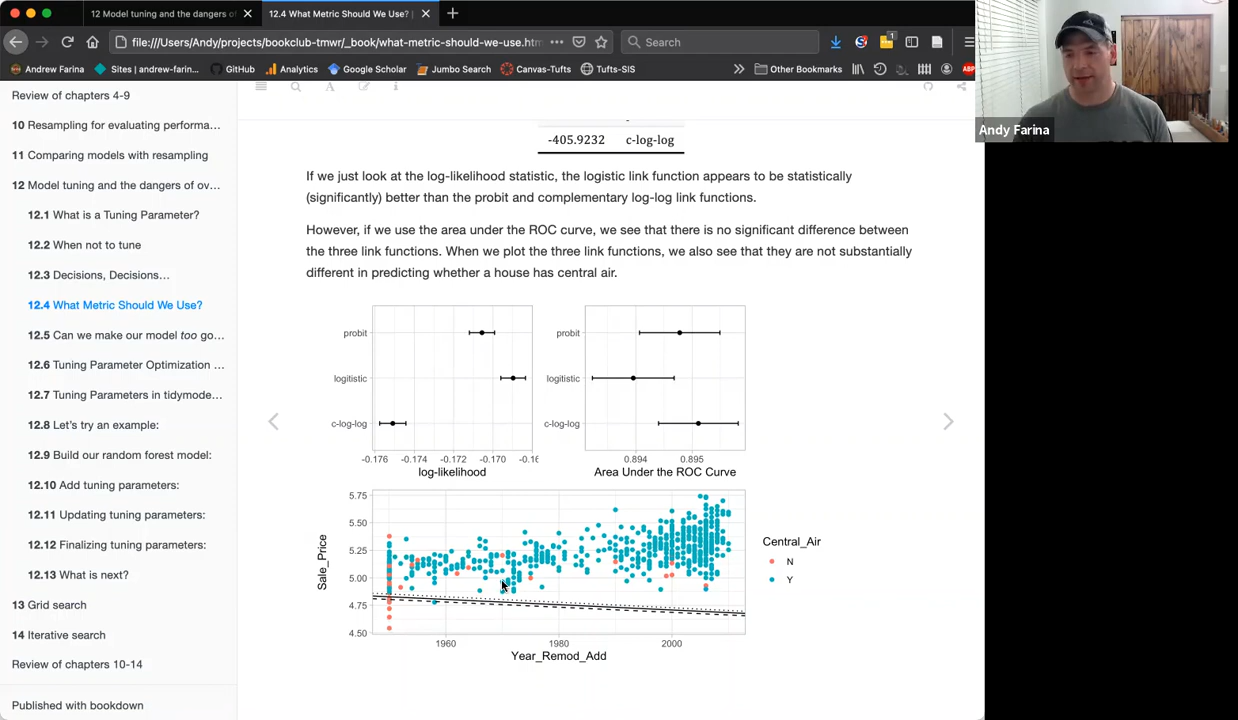 12 Model tuning and the dangers of
12.4 What Metric Should We Use? |
file:///Users/Andy/projects/bookclub-tmwr/_book/what-metric-should-we-use.htm
Search
1
Andrew Farina
Sites | andrew-farin...
GitHub
Analytics
Google Scholar
Jumbo Search
Canvas-Tufts
Tufts-SIS
Other Bookmarks
ABP
Andy Farina
Review of chapters 4-9
10 Resampling for evaluating performa...
11 Comparing models with resampling
12 Model tuning and the dangers of ov...
12.1 What is a Tuning Parameter?
12.2 When not to tune
12.3 Decisions, Decisions...
12.4 What Metric Should We Use?
12.5 Can we make our model too go...
12.6 Tuning Parameter Optimization ...
12.7 Tuning Parameters in tidymode...
12.8 Let's try an example:
12.9 Build our random forest model:
12.10 Add tuning parameters:
12.11 Updating tuning parameters:
12.12 Finalizing tuning parameters:
12.13 What is next?
13 Grid search
14 Iterative search
Review of chapters 10-14
Published with bookdown
-405.9232 c-log-log
If we just look at the log-likelihood statistic, the logistic link function appears to be statistically
(significantly) better than the probit and complementary log-log link functions.
However, if we use the area under the ROC curve, we see that there is no significant difference between
the three link functions. When we plot the three link functions, we also see that they are not substantially
different in predicting whether a house has central air.
probit
logitistic
c-log-log
-0.176 -0.174 -0.172 -0.170 -0.16
log-likelihood
probit
logitistic
c-log-log
0.894 0.895
Area Under the ROC Curve
5.75
5.50
5.25
5.00
4.75
4.50
Sale_Price
1960 1980 2000
Year_Remod_Add
Central_Air
N
Y